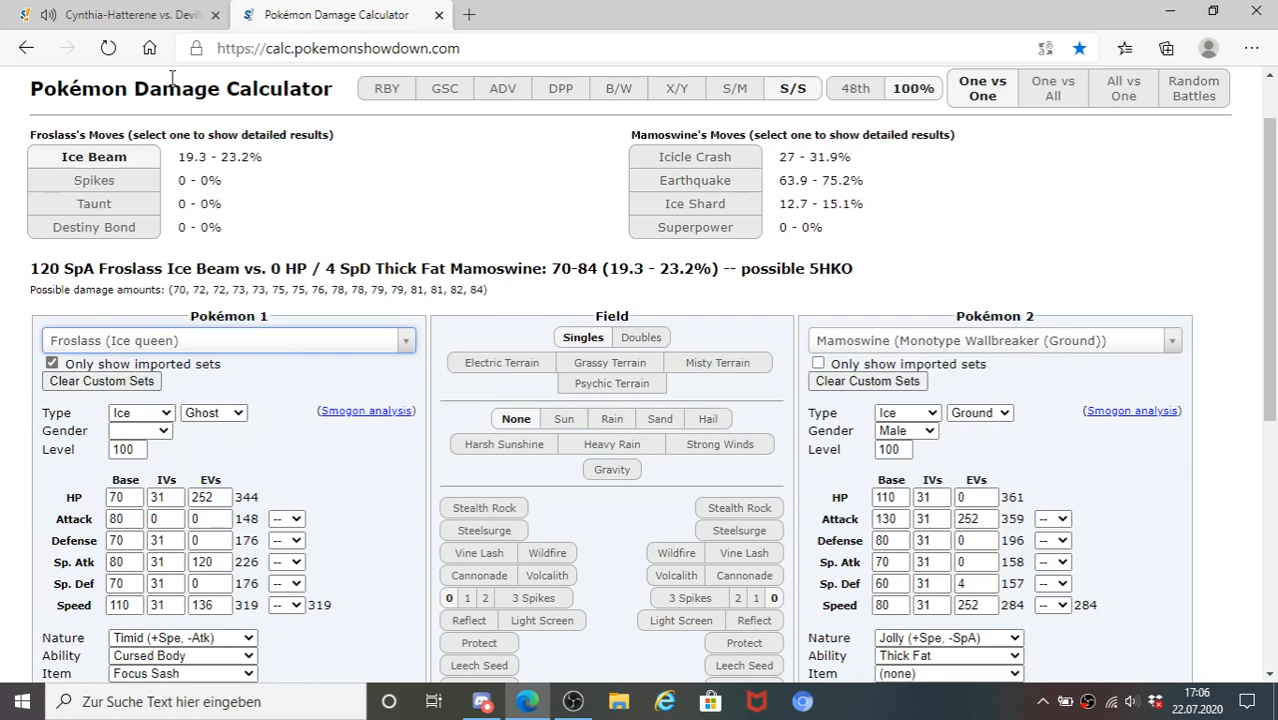 Cynthia-Hatterene vs. Devil
Pokémon Damage Calculator
https://calc.pokemonshowdown.com
Pokémon Damage Calculator
RBY GSC ADV DPP B/W X/Y S/M S/S 48th 100% One vs One One vs All All vs One Random Battles
Froslass's Moves (select one to show detailed results) Mamoswine's Moves (select one to show detailed results)
Ice Beam 19.3 - 23.2% Icicle Crash 27 - 31.9%
Spikes 0 - 0% Earthquake 63.9 - 75.2%
Taunt 0 - 0% Ice Shard 12.7 - 15.1%
Destiny Bond 0 - 0% Superpower 0 - 0%
120 SpA Froslass Ice Beam vs. 0 HP / 4 SpD Thick Fat Mamoswine: 70-84 (19.3 - 23.2%) -- possible 5HKO
Possible damage amounts: (70, 72, 72, 73, 73, 75, 75, 76, 78, 78, 79, 79, 81, 81, 82, 84)
Pokémon 1
Froslass (Ice queen)
Only show imported sets
Clear Custom Sets
Type Ice Ghost (Smogon analysis)
Gender
Level 100
Base IVs EVs
HP 70 31 252 344
Attack 80 0 0 148 --
Defense 70 31 0 176 --
Sp. Atk 80 31 120 226 --
Sp. Def 70 31 0 176 --
Speed 110 31 136 319 -- 319
Nature Timid (+Spe, -Atk)
Ability Cursed Body
Item Focus Sash
Field
Singles Doubles
Electric Terrain Grassy Terrain Misty Terrain
Psychic Terrain
None Sun Rain Sand Hail
Harsh Sunshine Heavy Rain Strong Winds
Gravity
Stealth Rock Stealth Rock
Steelsurge Steelsurge
Vine Lash Wildfire Wildfire Vine Lash
Cannonade Volcalith Volcalith Cannonade
0 1 2 3 Spikes 3 Spikes 2 1 0
Reflect Light Screen Light Screen Reflect
Protect Protect
Leech Seed Leech Seed
Pokémon 2
Mamoswine (Monotype Wallbreaker (Ground))
Only show imported sets
Clear Custom Sets
Type Ice Ground (Smogon analysis)
Gender Male
Level 100
Base IVs EVs
HP 110 31 0 361
Attack 130 31 252 359 --
Defense 80 31 0 196 --
Sp. Atk 70 31 0 158 --
Sp. Def 60 31 4 157 --
Speed 80 31 252 284 -- 284
Nature Jolly (+Spe, -SpA)
Ability Thick Fat
Item (none)
Zur Suche Text hier eingeben
17:06
22.07.2020